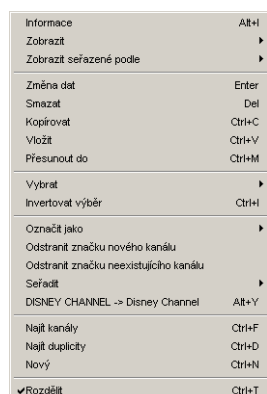 Informace Alt+I
Zobrazit
Zobrazit seřazené podle
Změna dat Enter
Smazat Del
Kopírovat Ctrl+C
Vložit Ctrl+V
Přesunout do Ctrl+M
Vybrat
Invertovat výběr Ctrl+I
Označit jako
Odstranit značku nového kanálu
Odstranit značku neexistujícího kanálu
Seřadit
DISNEY CHANNEL -> Disney Channel Alt+Y
Najít kanály Ctrl+F
Najít duplicity Ctrl+D
Nový Ctrl+N
Rozdělit Ctrl+T